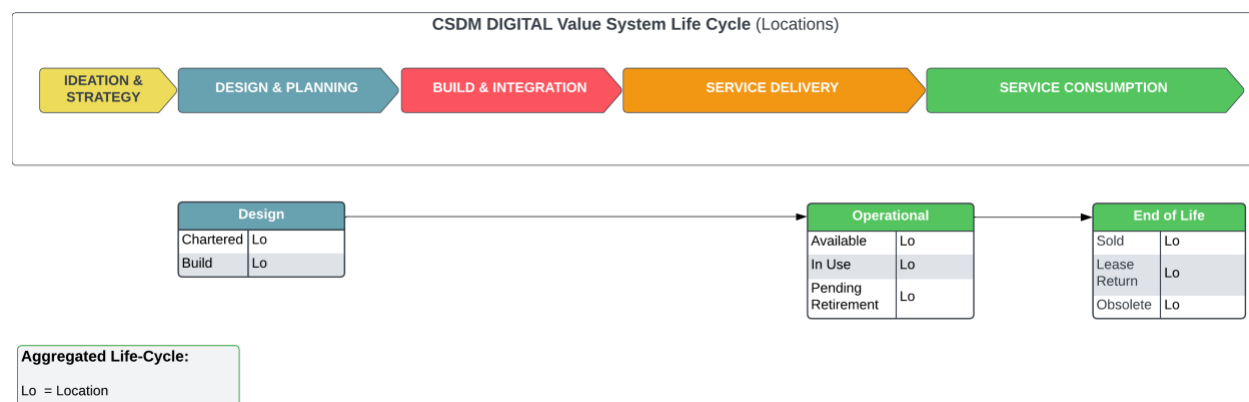 CSDM DIGITAL Value System Life Cycle (Locations)
IDEATION &
STRATEGY
DESIGN & PLANNING
BUILD & INTEGRATION
SERVICE DELIVERY
SERVICE CONSUMPTION
Design
Chartered Lo
Build Lo
Operational
Available Lo
In Use Lo
Pending
Retirement Lo
End of Life
Sold Lo
Lease
Return Lo
Obsolete Lo
Aggregated Life-Cycle:
Lo = Location